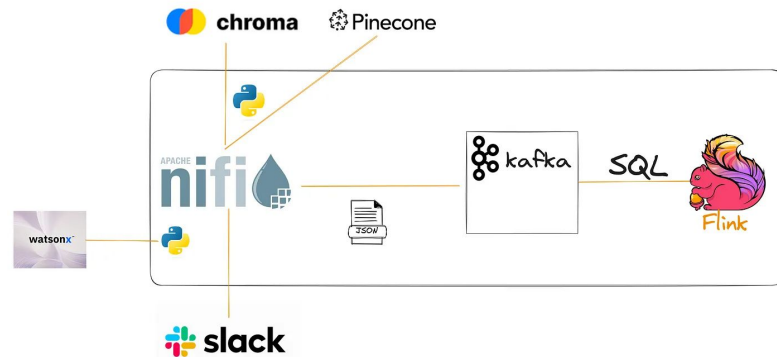 chroma
Pinecone
APACHE
nifi
kafka
SQL
Flink
JSON
watsonx
slack